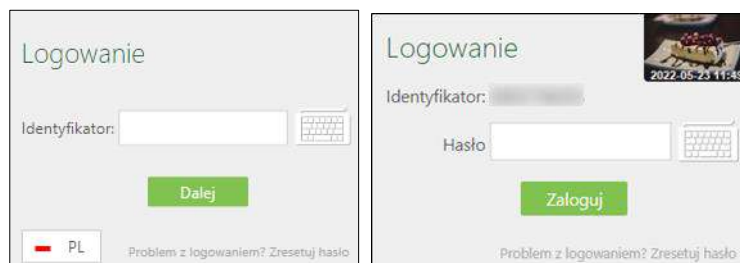 Logowanie
Identyfikator:
Dalej
PL
Problem z logowaniem? Zresetuj hasło
Logowanie
2022-05-23 11:49
Identyfikator:
Hasło
Zaloguj
Problem z logowaniem? Zresetuj hasło